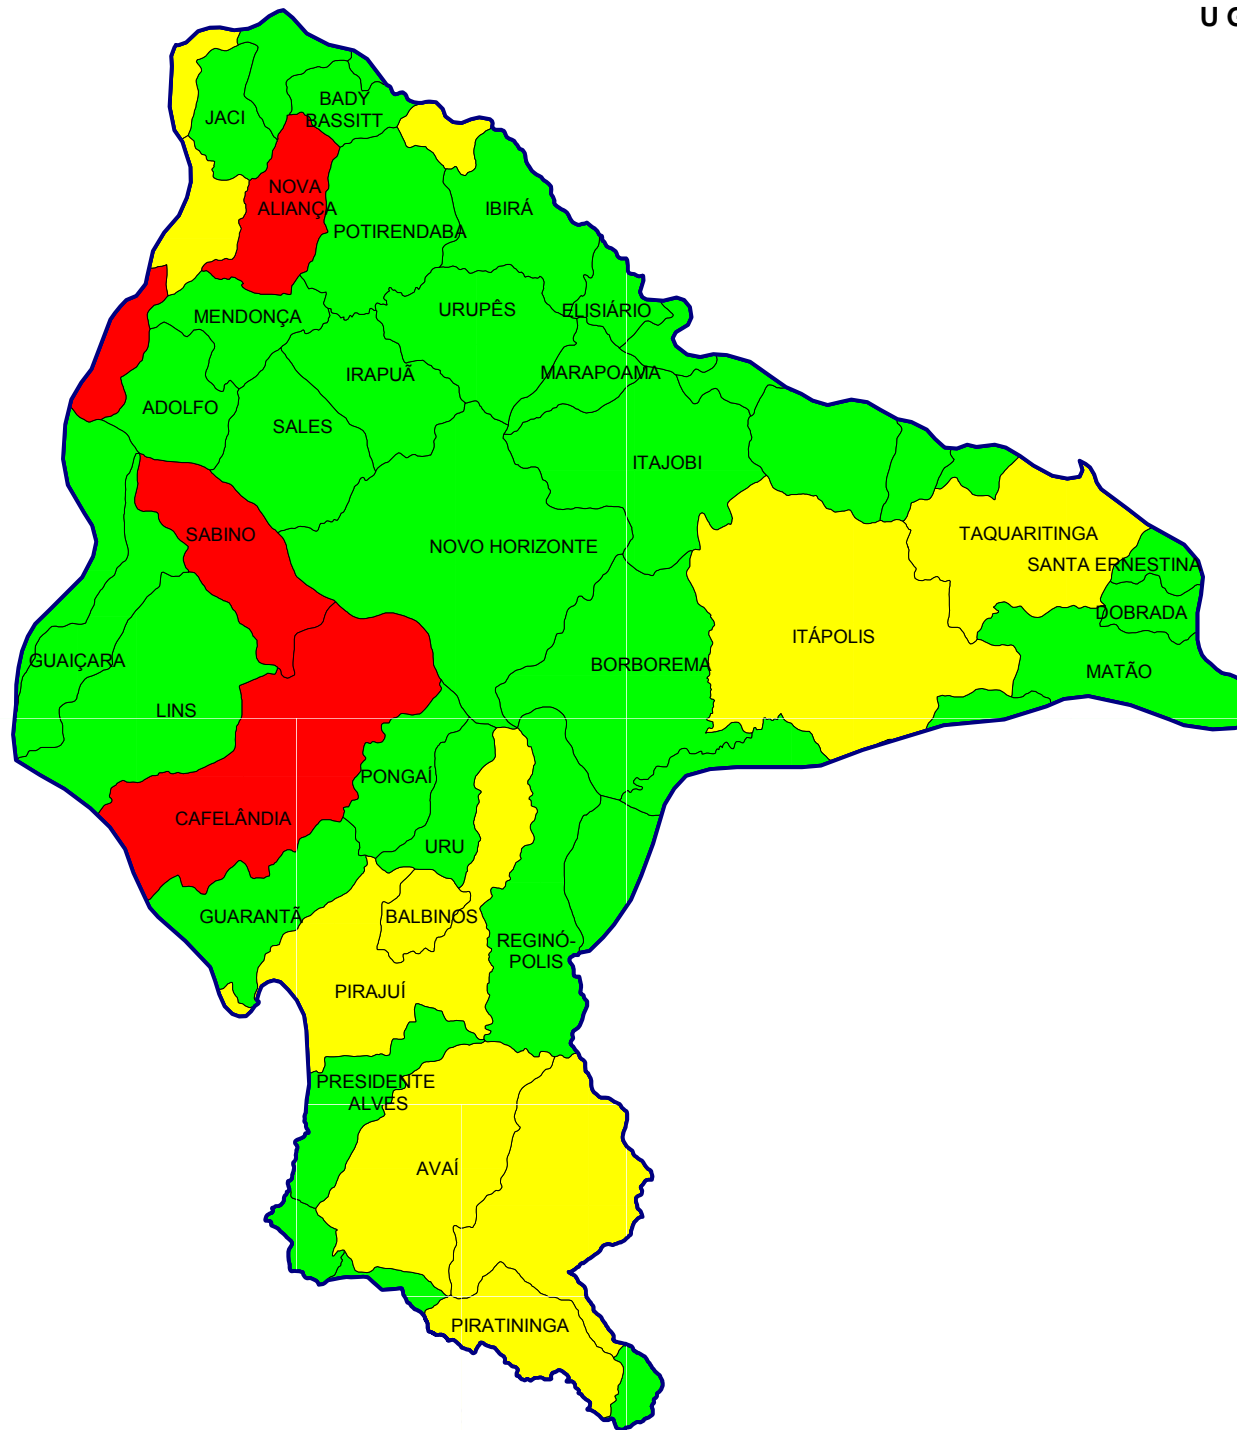 U G
BADY
BASSITT
JACI
NOVA
ALIANÇA
IBIRÁ
POTIRENDABA
MENDONÇA
URUPÊS
ELISIÁRIO
IRAPUÃ
MARAPOAMA
ADOLFO
SALES
ITAJOBI
SABINO
NOVO HORIZONTE
TAQUARITINGA
SANTA ERNESTINA
DOBRADA
ITÁPOLIS
GUAIÇARA
BORBOREMA
MATÃO
LINS
PONGAÍ
CAFELÂNDIA
URU
GUARANTÃ
BALBINOS
REGINÓ-
POLIS
PIRAJUÍ
PRESIDENTE
ALVES
AVAÍ
PIRATININGA